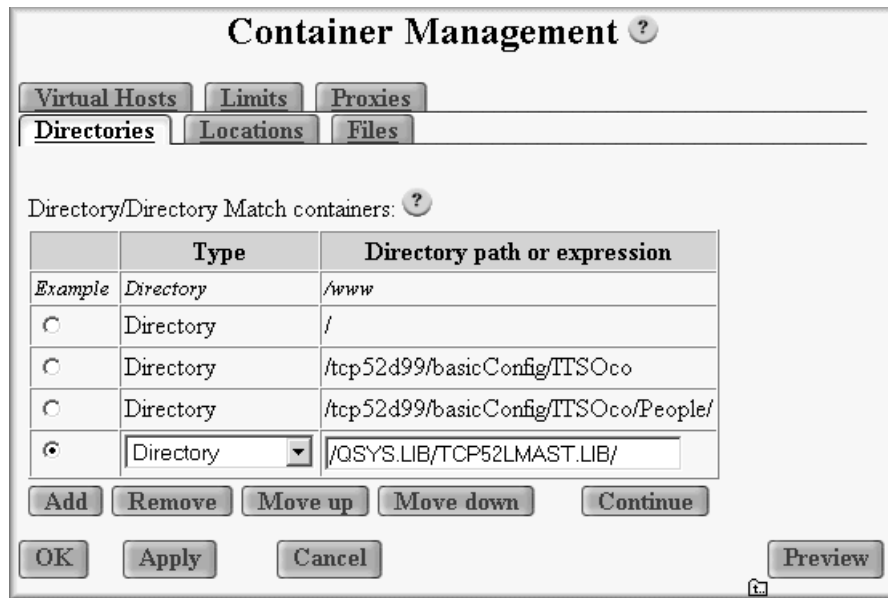 Container Management ?
Virtual Hosts Limits Proxies
Directories Locations Files
Directory/Directory Match containers: ?
Type Directory path or expression
Example Directory /www
Directory /
Directory /tcp52d99/basicConfig/ITSOco
Directory /tcp52d99/basicConfig/ITSOco/People/
Directory /QSYS.LIB/TCP52LMAST.LIB/
Add Remove Move up Move down Continue
OK Apply Cancel Preview